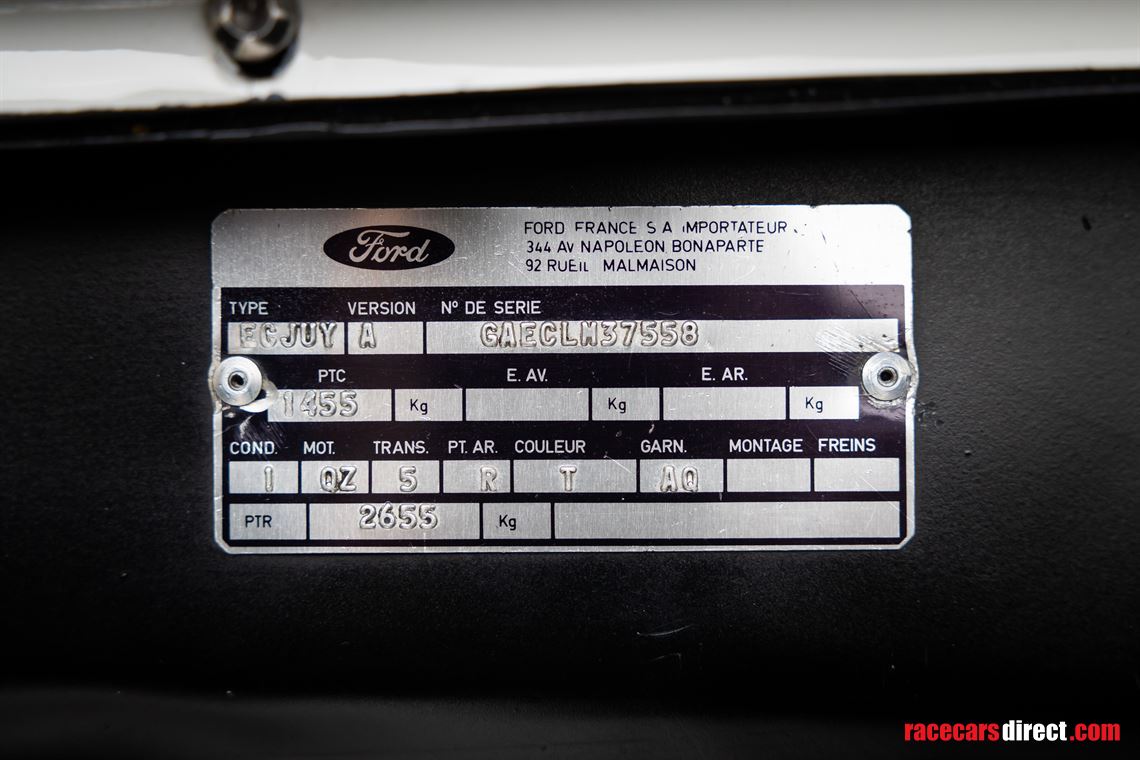 Ford
FORD FRANCE S A IMPORTATEUR
344 AV NAPOLEON BONAPARTE
92 RUEIL MALMAISON
TYPE VERSION Nº DE SERIE
ECJUY A GAECLM37558
PTC E. AV. E. AR.
1455 Kg Kg Kg
COND. MOT. TRANS. PT. AR. COULEUR GARN. MONTAGE FREINS
1 QZ 5 R T AQ
PTR 2655 Kg
racecarsdirect.com